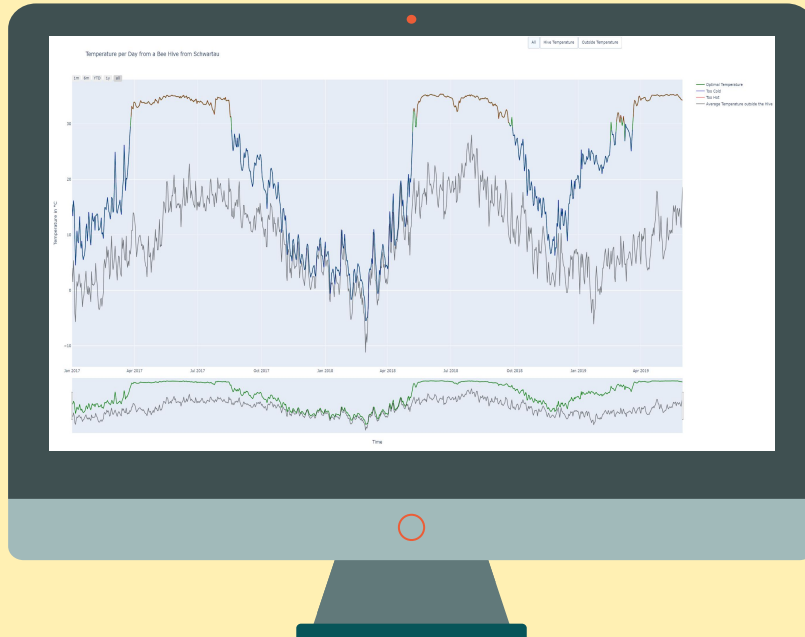 All Hive Temperature Outside Temperature
Temperature per Day from a Bee Hive from Schwartau
1m 6m YTD 1y all
Optimal Temperature
Too Cold
Too Hot
Average Temperature outside the Hive
Temperature in °C
30
20
10
0
−10
Jan 2017 Apr 2017 Jul 2017 Oct 2017 Jan 2018 Apr 2018 Jul 2018 Oct 2018 Jan 2019 Apr 2019
Time